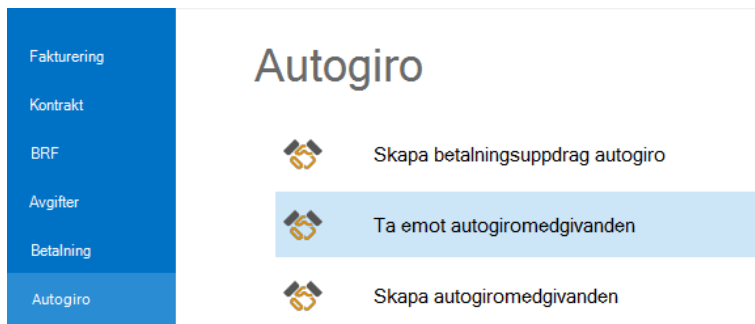 Fakturering
Kontrakt
BRF
Avgifter
Betalning
Autogiro
Autogiro
Skapa betalningsuppdrag autogiro
Ta emot autogiromedgivanden
Skapa autogiromedgivanden